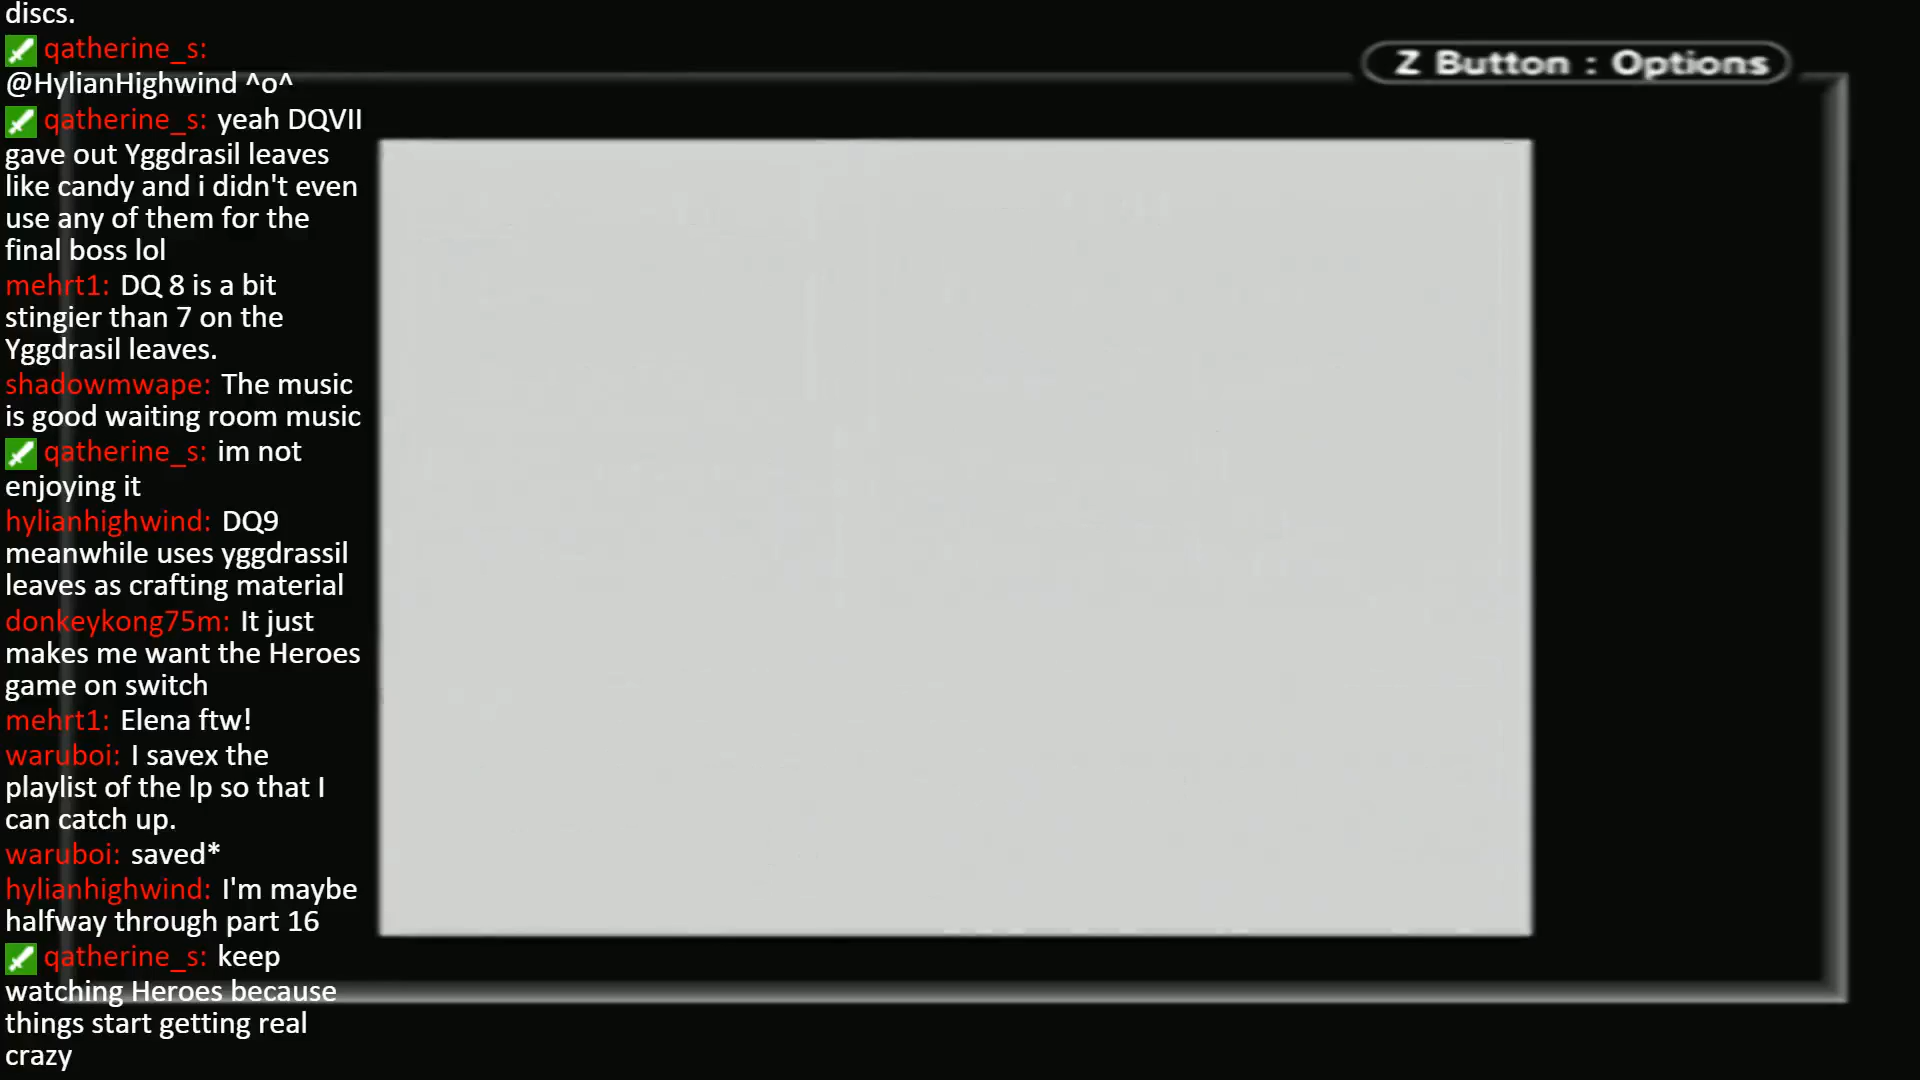 discs.
qatherine_s:
@HylianHighwind ^o^
qatherine_s: yeah DQVII
gave out Yggdrasil leaves
like candy and i didn't even
use any of them for the
final boss lol
mehrt1: DQ 8 is a bit
stingier than 7 on the
Yggdrasil leaves.
shadowmwape: The music
is good waiting room music
qatherine_s: im not
enjoying it
hylianhighwind: DQ9
meanwhile uses yggdrassil
leaves as crafting material
donkeykong75m: It just
makes me want the Heroes
game on switch
mehrt1: Elena ftw!
waruboi: I savex the
playlist of the lp so that I
can catch up.
waruboi: saved*
hylianhighwind: I'm maybe
halfway through part 16
qatherine_s: keep
watching Heroes because
things start getting real
crazy
Z Button : Options